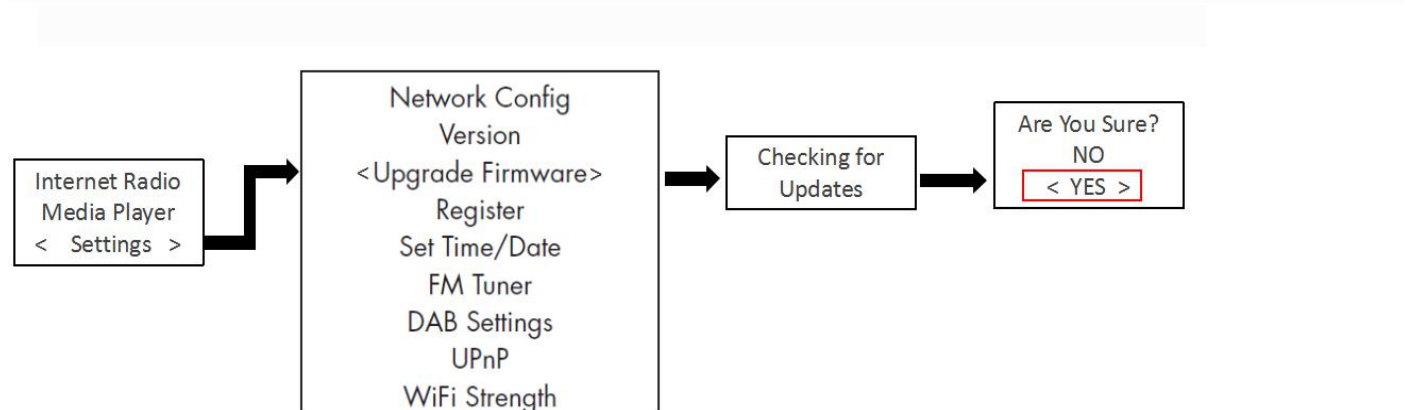 Internet Radio
Media Player
< Settings >
Network Config
Version
<Upgrade Firmware>
Register
Set Time/Date
FM Tuner
DAB Settings
UPnP
WiFi Strength
Checking for
Updates
Are You Sure?
NO
< YES >